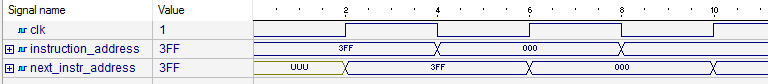 Signal name Value 2 4 6 8 10
clk 1
instruction_address 3FF 3FF 000
next_instr_address 3FF UUU 3FF 000